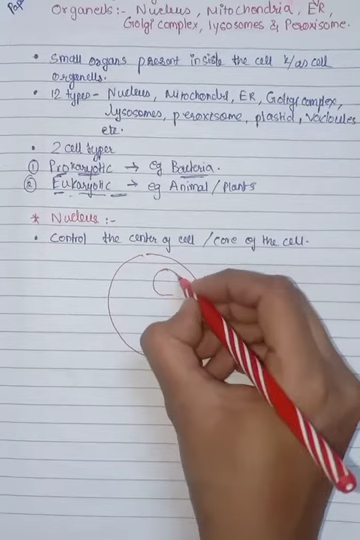 Organells:- Nucleus, Mitochondria, ER,
Golgi complex, lysosomes & Peroxisome.
• Small organs present inside the cell k/as cell
organells.
• 12 types - Nucleus, Mitochondri, ER, Golgi complex,
lysosomes, peroxisome, plastid, vacuoles
etc.
• 2 cell types
① Prokaryotic → eg Bacteria.
② Eukaryotic → eg Animal/Plants
* Nucleus :-
• Control the center of cell / core of the cell.